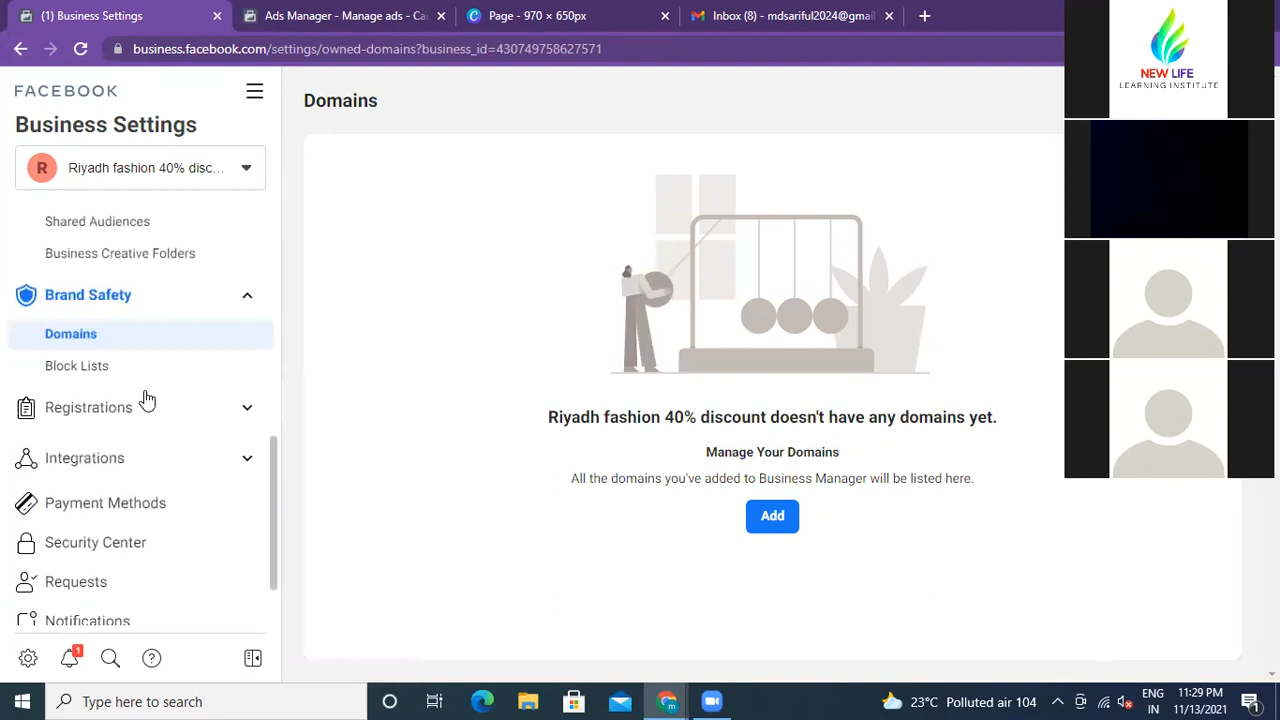 (1) Business Settings
Ads Manager - Manage ads - Ca
Page - 970 × 650px
Inbox (8) - mdsariful2024@gmail
business.facebook.com/settings/owned-domains?business_id=430749758627571
FACEBOOK
Business Settings
R
Riyadh fashion 40% disc...
Shared Audiences
Business Creative Folders
Brand Safety
Domains
Block Lists
Registrations
Integrations
Payment Methods
Security Center
Requests
Notifications
1
Domains
Riyadh fashion 40% discount doesn't have any domains yet.
Manage Your Domains
All the domains you've added to Business Manager will be listed here.
Add
NEW LIFE
LEARNING INSTITUTE
Type here to search
23°C Polluted air 104
ENG
IN
11:29 PM
11/13/2021
1